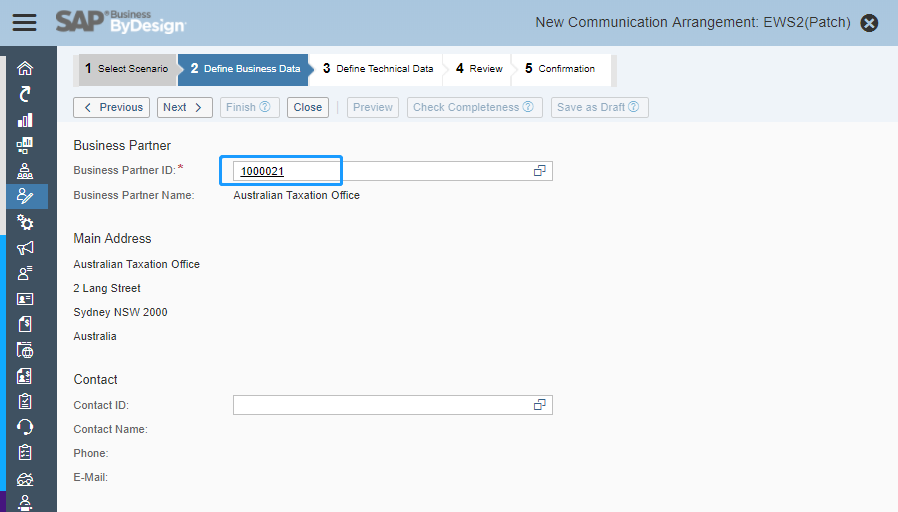 SAP Business ByDesign New Communication Arrangement: EWS2(Patch)
1 Select Scenario 2 Define Business Data 3 Define Technical Data 4 Review 5 Confirmation
Previous Next Finish Close Preview Check Completeness Save as Draft
Business Partner
Business Partner ID: * 1000021
Business Partner Name: Australian Taxation Office
Main Address
Australian Taxation Office
2 Lang Street
Sydney NSW 2000
Australia
Contact
Contact ID:
Contact Name:
Phone:
E-Mail: